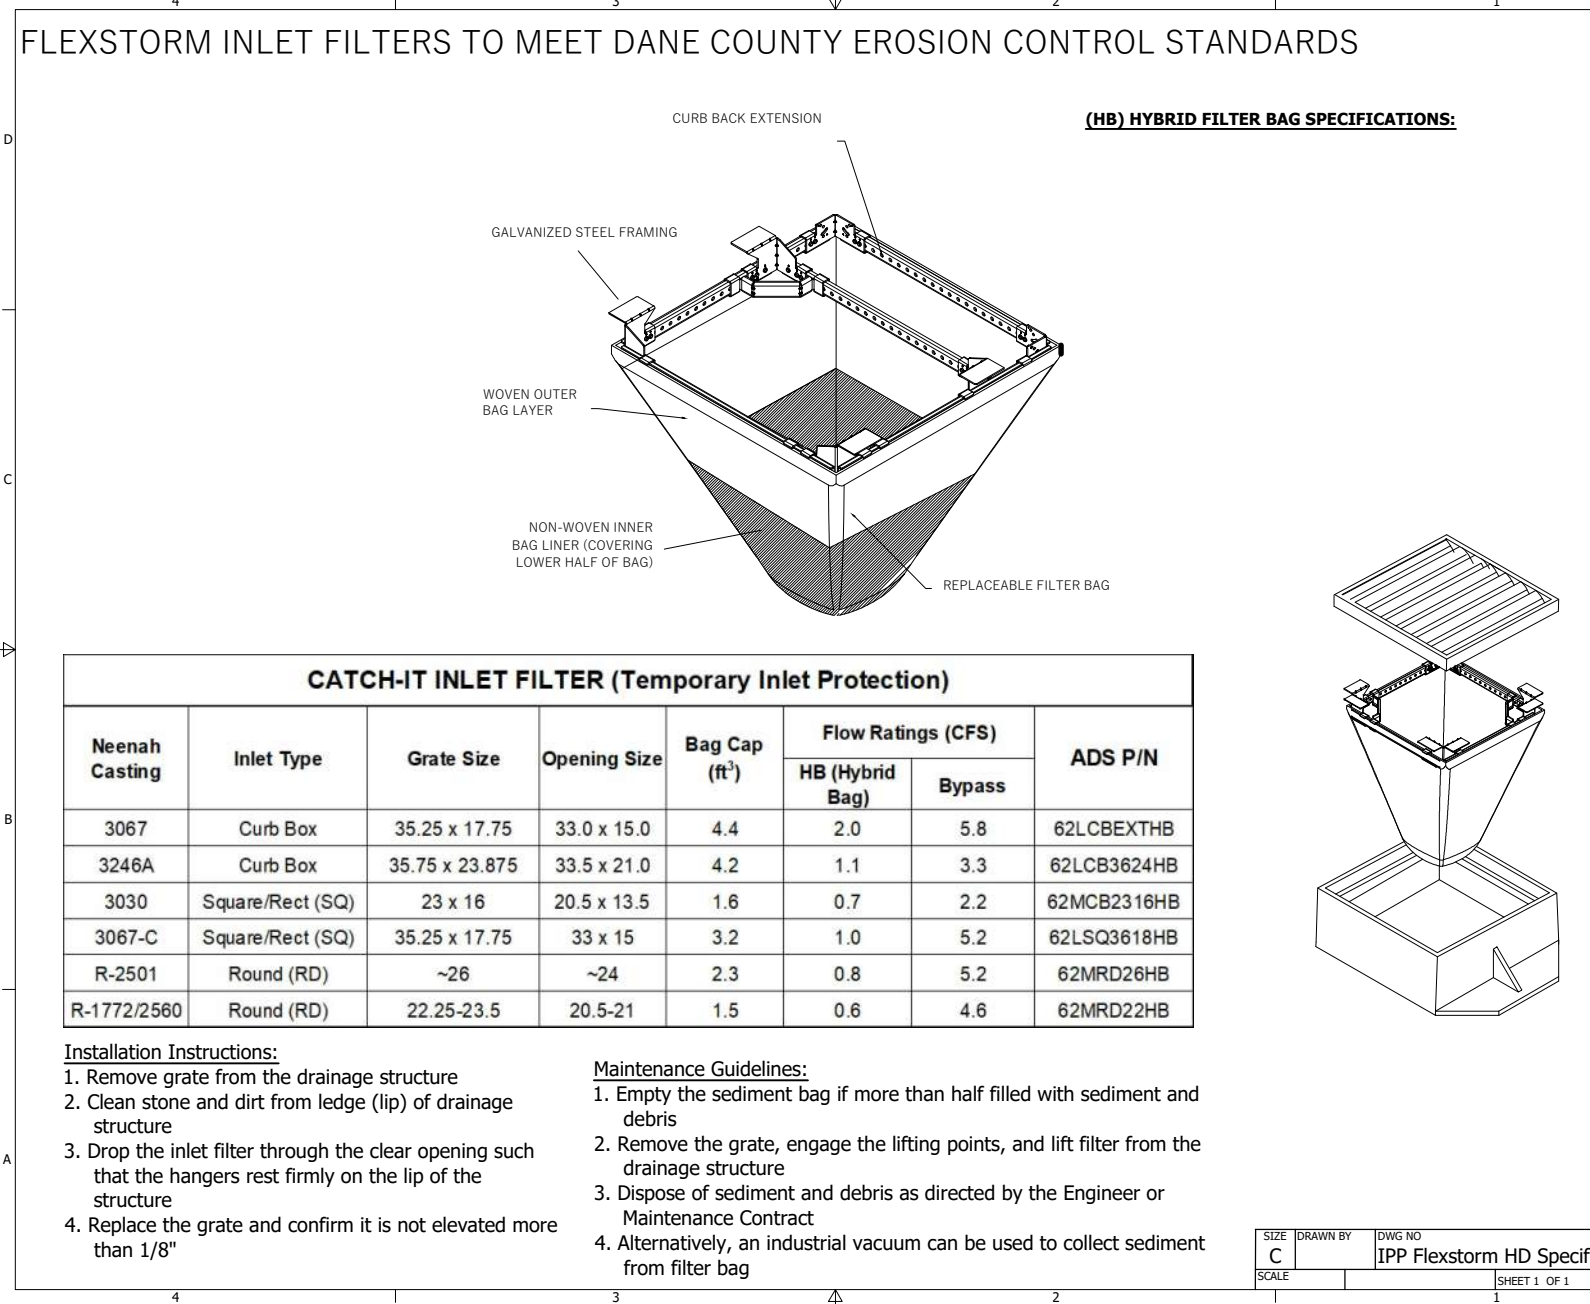 4 3 2 1
FLEXSTORM INLET FILTERS TO MEET DANE COUNTY EROSION CONTROL STANDARDS
CURB BACK EXTENSION
(HB) HYBRID FILTER BAG SPECIFICATIONS:
D
GALVANIZED STEEL FRAMING
WOVEN OUTER
BAG LAYER
C
NON-WOVEN INNER
BAG LINER (COVERING
LOWER HALF OF BAG)
REPLACEABLE FILTER BAG
CATCH-IT INLET FILTER (Temporary Inlet Protection)
Neenah Casting Inlet Type Grate Size Opening Size Bag Cap (ft³) Flow Ratings (CFS) ADS P/N
HB (Hybrid Bag) Bypass
3067 Curb Box 35.25 x 17.75 33.0 x 15.0 4.4 2.0 5.8 62LCBEXTHB
3246A Curb Box 35.75 x 23.875 33.5 x 21.0 4.2 1.1 3.3 62LCB3624HB
3030 Square/Rect (SQ) 23 x 16 20.5 x 13.5 1.6 0.7 2.2 62MCB2316HB
3067-C Square/Rect (SQ) 35.25 x 17.75 33 x 15 3.2 1.0 5.2 62LSQ3618HB
R-2501 Round (RD) ~26 ~24 2.3 0.8 5.2 62MRD26HB
R-1772/2560 Round (RD) 22.25-23.5 20.5-21 1.5 0.6 4.6 62MRD22HB
B
Installation Instructions:
1. Remove grate from the drainage structure
2. Clean stone and dirt from ledge (lip) of drainage
structure
3. Drop the inlet filter through the clear opening such
that the hangers rest firmly on the lip of the
structure
4. Replace the grate and confirm it is not elevated more
than 1/8"
A
Maintenance Guidelines:
1. Empty the sediment bag if more than half filled with sediment and
debris
2. Remove the grate, engage the lifting points, and lift filter from the
drainage structure
3. Dispose of sediment and debris as directed by the Engineer or
Maintenance Contract
4. Alternatively, an industrial vacuum can be used to collect sediment
from filter bag
SIZE DRAWN BY DWG NO
C IPP Flexstorm HD Specif
SCALE SHEET 1 OF 1
4 3 2 1